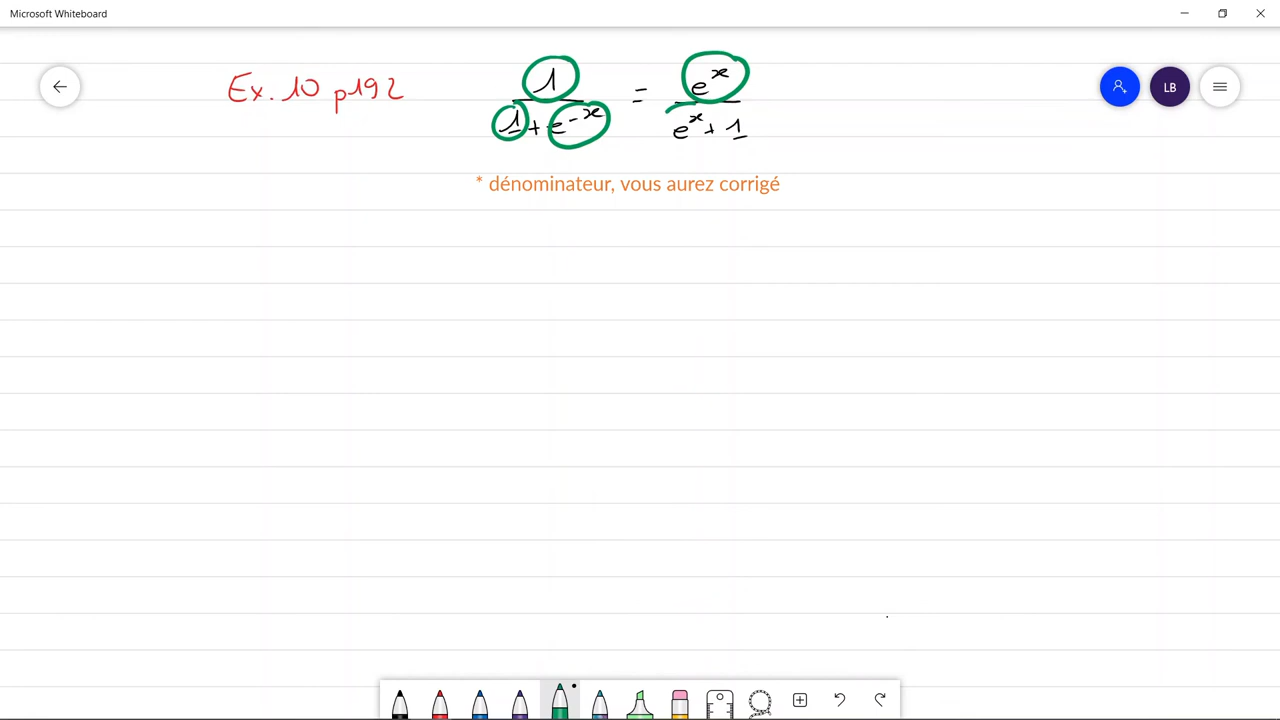 Microsoft Whiteboard
LB
Ex. 10 p192
1 / (1 + e^-x) = e^x / (e^x + 1)
* dénominateur, vous aurez corrigé